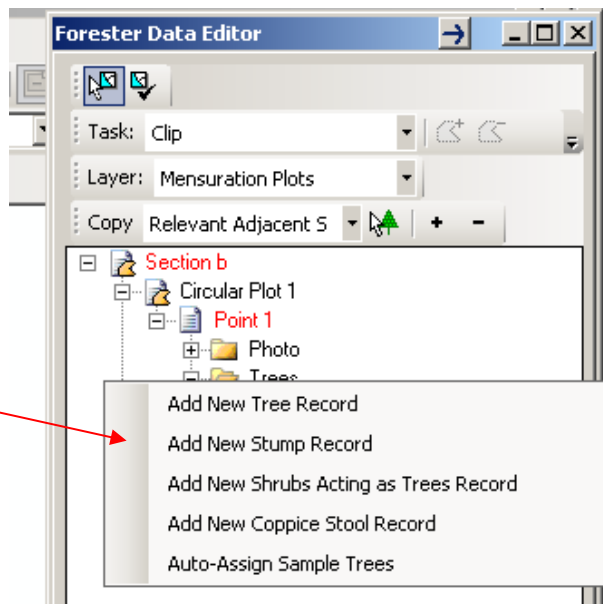 Forester Data Editor
Task: Clip
Layer: Mensuration Plots
Copy Relevant Adjacent S
Section b
Circular Plot 1
Point 1
Photo
Trees
Add New Tree Record
Add New Stump Record
Add New Shrubs Acting as Trees Record
Add New Coppice Stool Record
Auto-Assign Sample Trees